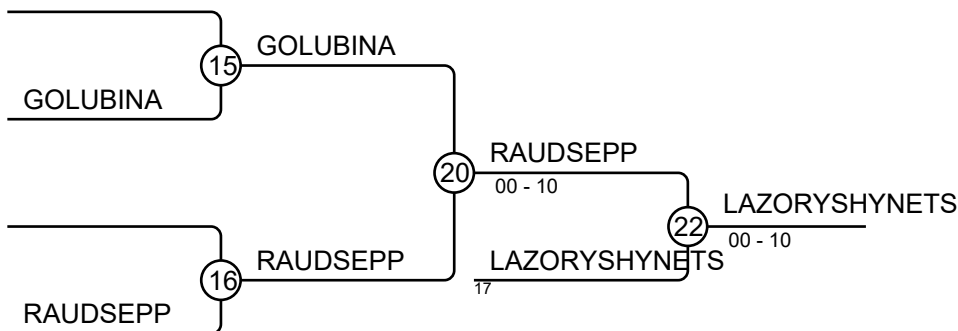 GOLUBINA
15
GOLUBINA
RAUDSEPP
20
00 - 10
LAZORYSHYNETS
22
00 - 10
RAUDSEPP
LAZORYSHYNETS
16
17
RAUDSEPP